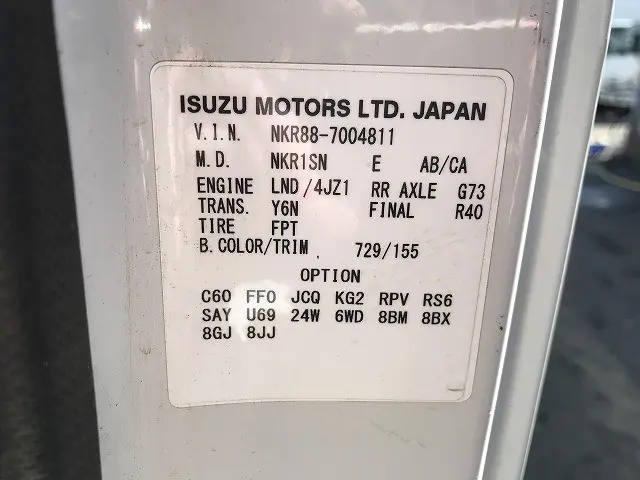 ISUZU MOTORS LTD. JAPAN
V.I.N. NKR88-7004811
M.D. NKR1SN E AB/CA
ENGINE LND/4JZ1 RR AXLE G73
TRANS. Y6N FINAL R40
TIRE FPT
B.COLOR/TRIM 729/155
OPTION
C60 FF0 JCQ KG2 RPV RS6
SAY U69 24W 6WD 8BM 8BX
8GJ 8JJ